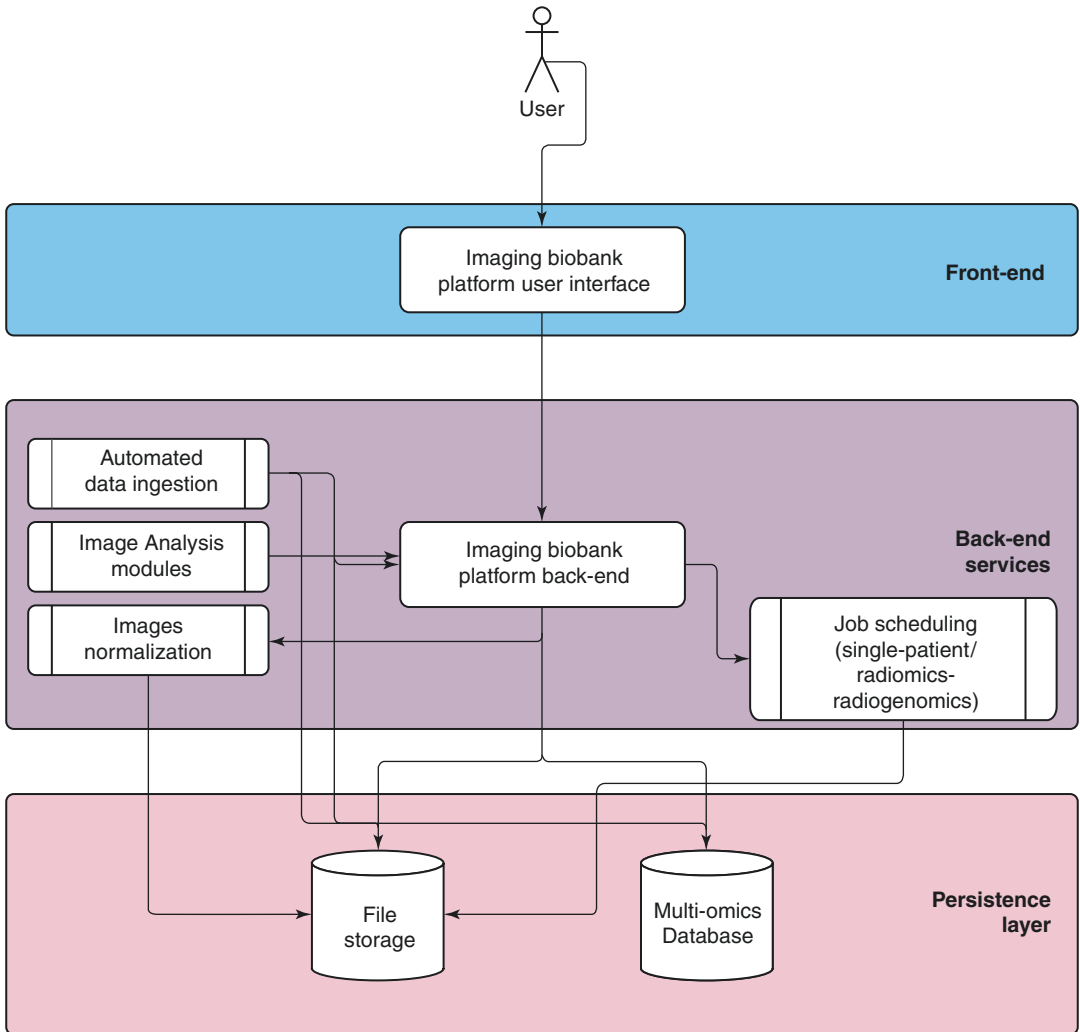 User
Imaging biobank
platform user interface
Front-end
Automated
data ingestion
Image Analysis
modules
Images
normalization
Imaging biobank
platform back-end
Back-end
services
Job scheduling
(single-patient/
radiomics-
radiogenomics)
File
storage
Multi-omics
Database
Persistence
layer